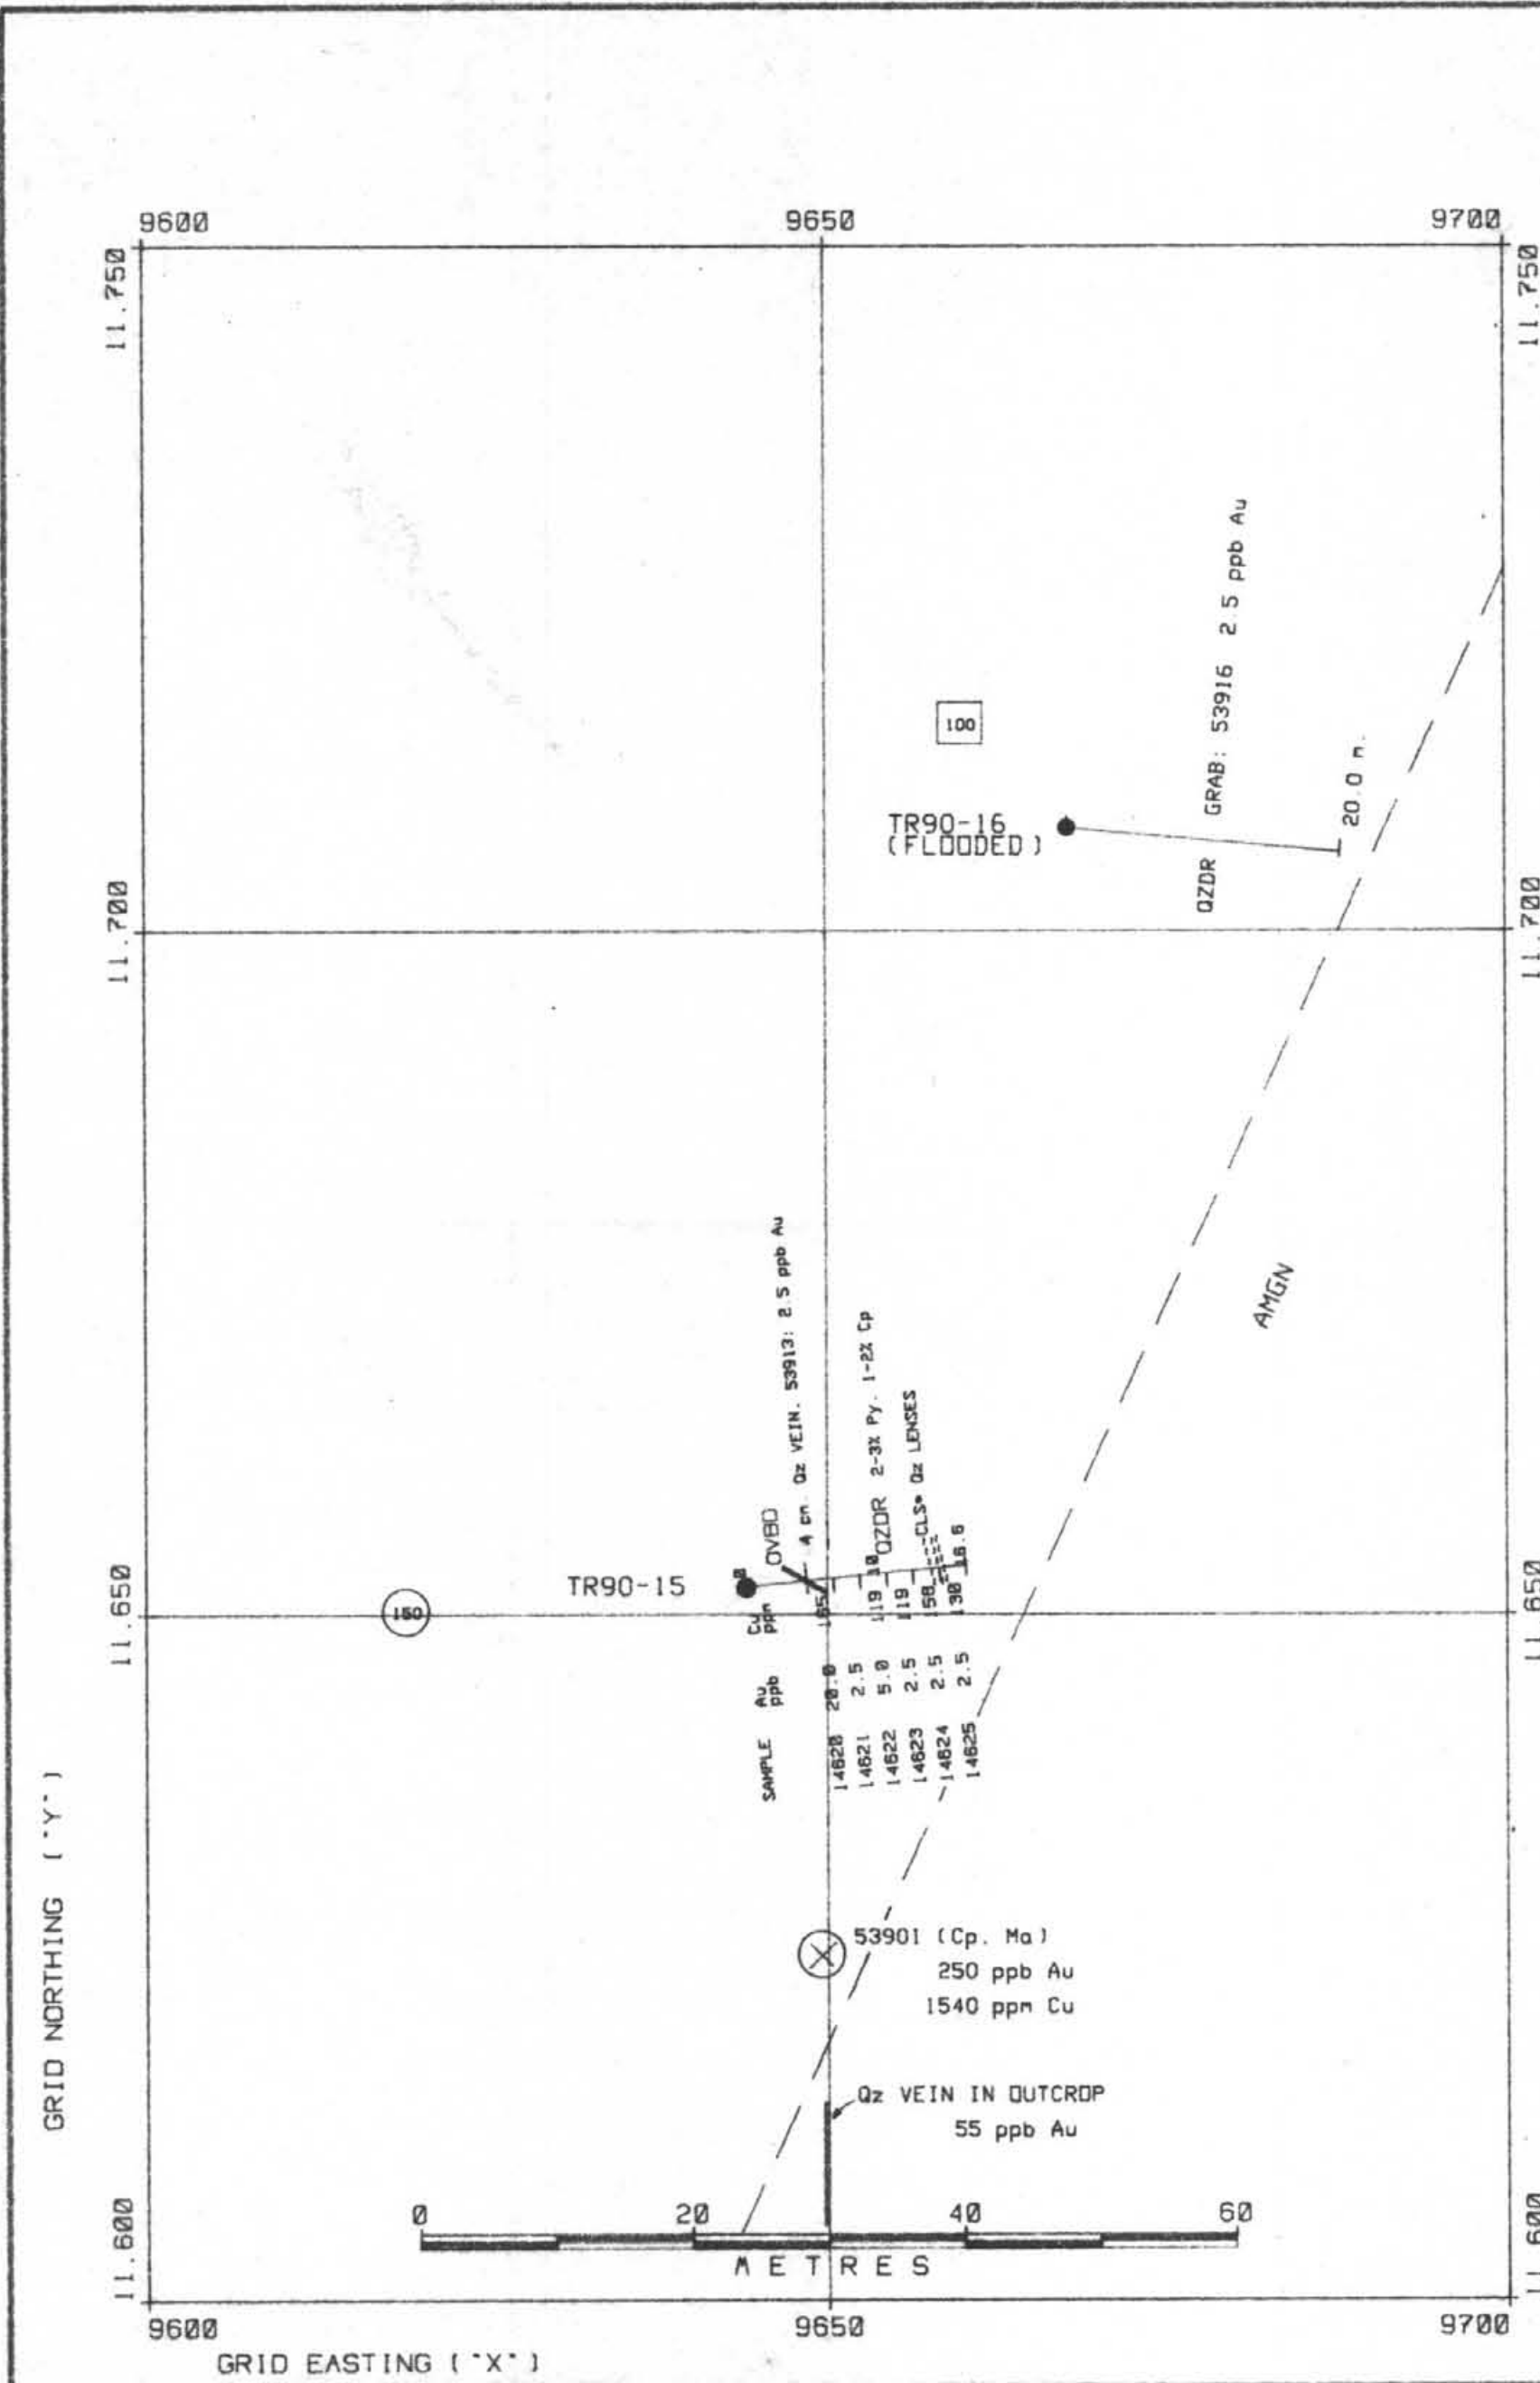 9600 9650 9700
11.750 11.750
GRAB: 53916 2.5 ppb Au
100
TR90-16
(FLOODED)
20.0 m.
QZDR
11.700 11.700
AMGN
4 cm. Qz VEIN. 53913: 2.5 ppb Au
QZDR 2-3% Py. 1-2% Cp
CLS* Qz LENSES
OVBD
TR90-15
0
10
16.6
150
11.650 11.650
Cu
ppm
165
119
119
158
130
Au
ppb
20.0
2.5
5.0
2.5
2.5
2.5
SAMPLE
14620
14621
14622
14623
14624
14625
53901 (Cp. Ma)
250 ppb Au
1540 ppm Cu
Qz VEIN IN OUTCROP
55 ppb Au
GRID NORTHING ("Y")
0 20 40 60
METRES
11.600 11.600
9600 9650 9700
GRID EASTING ("X")